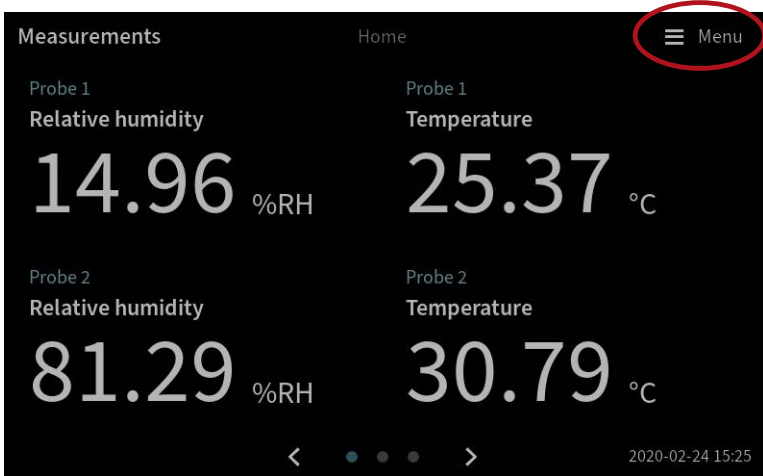 Measurements Home Menu
Probe 1 Probe 1
Relative humidity Temperature
14.96 %RH 25.37 °C
Probe 2 Probe 2
Relative humidity Temperature
81.29 %RH 30.79 °C
2020-02-24 15:25